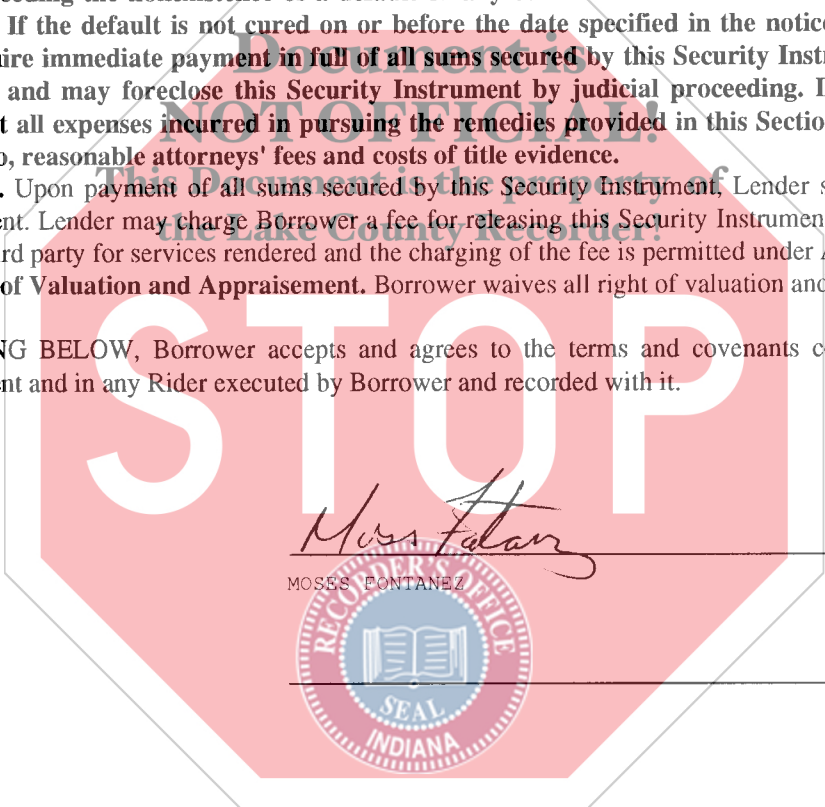 If the default is not cured on or before the date specified in the notice
ire immediate payment in full of all sums secured by this Security Inst
and may foreclose this Security Instrument by judicial proceeding. I
t all expenses incurred in pursuing the remedies provided in this Sectio
o, reasonable attorneys' fees and costs of title evidence.
. Upon payment of all sums secured by this Security Instrument, Lender s
ent. Lender may charge Borrower a fee for releasing this Security Instrumen
rd party for services rendered and the charging of the fee is permitted under
of Valuation and Appraisement. Borrower waives all right of valuation and
NG BELOW, Borrower accepts and agrees to the terms and covenants c
nt and in any Rider executed by Borrower and recorded with it.
Document is
NOT OFFICIAL!
This Document is the property of
the Lake County Recorder!
STOP
MOSES FONTANEZ
RECORDER'S OFFICE
SEAL
INDIANA